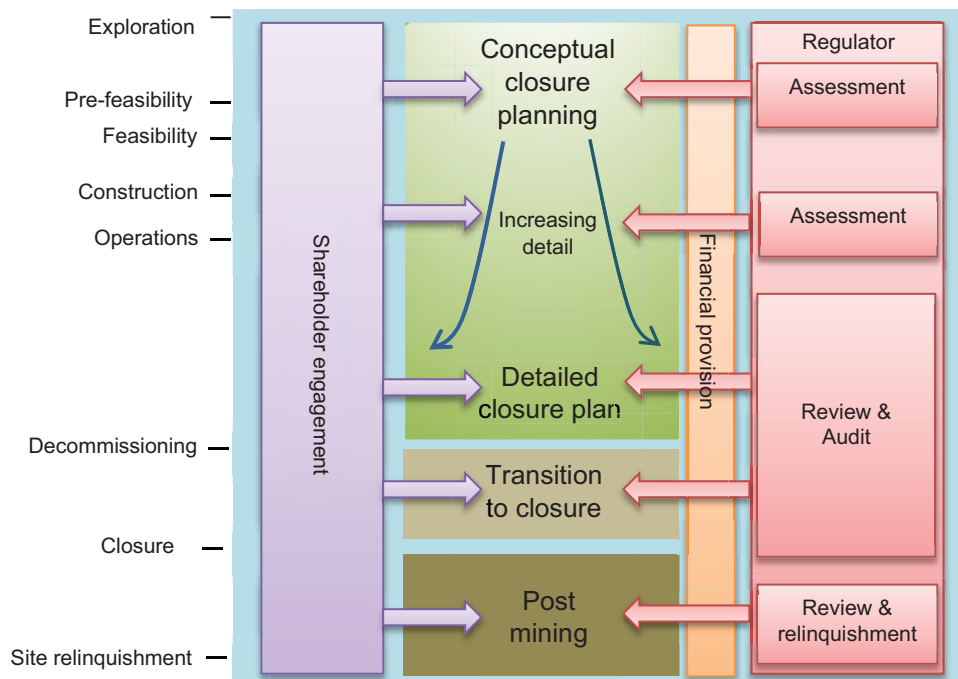 Exploration
Pre-feasibility
Feasibility
Construction
Operations
Decommissioning
Closure
Site relinquishment
Shareholder engagement
Conceptual
closure
planning
Increasing
detail
Detailed
closure plan
Transition
to closure
Post
mining
Financial provision
Regulator
Assessment
Assessment
Review &
Audit
Review &
relinquishment